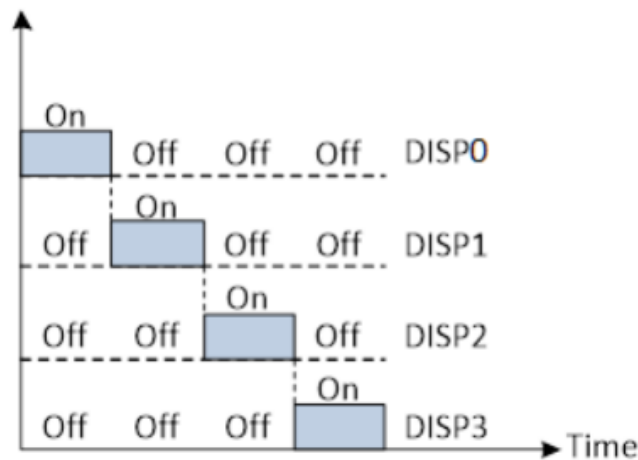 On
Off Off Off DISP0
On
Off Off Off DISP1
On
Off Off Off DISP2
On
Off Off Off DISP3
Time